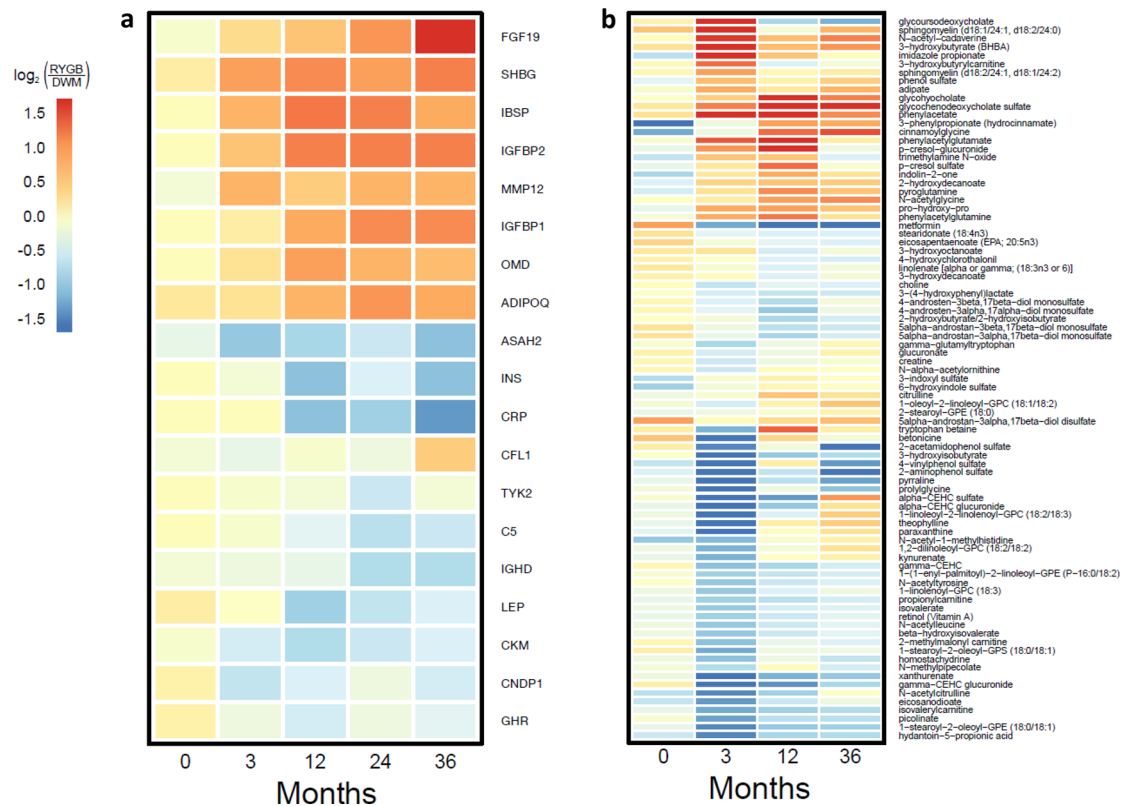 a
b
log2 (RYGB/DWM)
1.5
1.0
0.5
0.0
-0.5
-1.0
-1.5
FGF19
SHBG
IBSP
IGFBP2
MMP12
IGFBP1
OMD
ADIPOQ
ASAH2
INS
CRP
CFL1
TYK2
C5
IGHD
LEP
CKM
CNDP1
GHR
0 3 12 24 36
Months
glycoursodeoxycholate
sphingomyelin (d18:1/24:1, d18:2/24:0)
N-acetyl-cadaverine
3-hydroxybutyrate (BHBA)
imidazole propionate
3-hydroxybutyrylcarnitine
sphingomyelin (d18:2/24:1, d18:1/24:2)
phenol sulfate
adipate
glycohyocholate
glycochenodeoxycholate sulfate
phenylacetate
3-phenylpropionate (hydrocinnamate)
cinnamoylglycine
phenylacetylglutamate
p-cresol-glucuronide
trimethylamine N-oxide
p-cresol sulfate
indolin-2-one
2-hydroxydecanoate
pyroglutamine
N-acetylglycine
pro-hydroxy-pro
phenylacetylglutamine
metformin
stearidonate (18:4n3)
eicosapentaenoate (EPA; 20:5n3)
3-hydroxyoctanoate
4-hydroxychlorothalonil
linolenate [alpha or gamma; (18:3n3 or 6)]
3-hydroxydecanoate
choline
3-(4-hydroxyphenyl)lactate
4-androsten-3beta,17beta-diol monosulfate
4-androsten-3alpha,17alpha-diol monosulfate
2-hydroxybutyrate/2-hydroxyisobutyrate
5alpha-androstan-3beta,17beta-diol monosulfate
5alpha-androstan-3alpha,17beta-diol monosulfate
gamma-glutamyltryptophan
glucuronate
creatine
N-alpha-acetylornithine
3-indoxyl sulfate
6-hydroxyindole sulfate
citrulline
1-oleoyl-2-linoleoyl-GPC (18:1/18:2)
2-stearoyl-GPE (18:0)
5alpha-androstan-3alpha,17beta-diol disulfate
tryptophan betaine
betonicine
2-acetamidophenol sulfate
3-hydroxyisobutyrate
4-vinylphenol sulfate
2-aminophenol sulfate
pyrraline
prolylglycine
alpha-CEHC sulfate
alpha-CEHC glucuronide
1-linoleoyl-2-linolenoyl-GPC (18:2/18:3)
theophylline
paraxanthine
N-acetyl-1-methylhistidine
1,2-dilinoleoyl-GPC (18:2/18:2)
kynurenate
gamma-CEHC
1-(1-enyl-palmitoyl)-2-linoleoyl-GPE (P-16:0/18:2)
N-acetyltyrosine
1-linolenoyl-GPC (18:3)
propionylcarnitine
isovalerate
retinol (Vitamin A)
N-acetylleucine
beta-hydroxyisovalerate
2-methylmalonyl carnitine
1-stearoyl-2-oleoyl-GPS (18:0/18:1)
homostachydrine
N-methylpipecolate
xanthurenate
gamma-CEHC glucuronide
N-acetylcitrulline
eicosanodioate
isovalerylcarnitine
picolinate
1-stearoyl-2-oleoyl-GPE (18:0/18:1)
hydantoin-5-propionic acid
0 3 12 36
Months